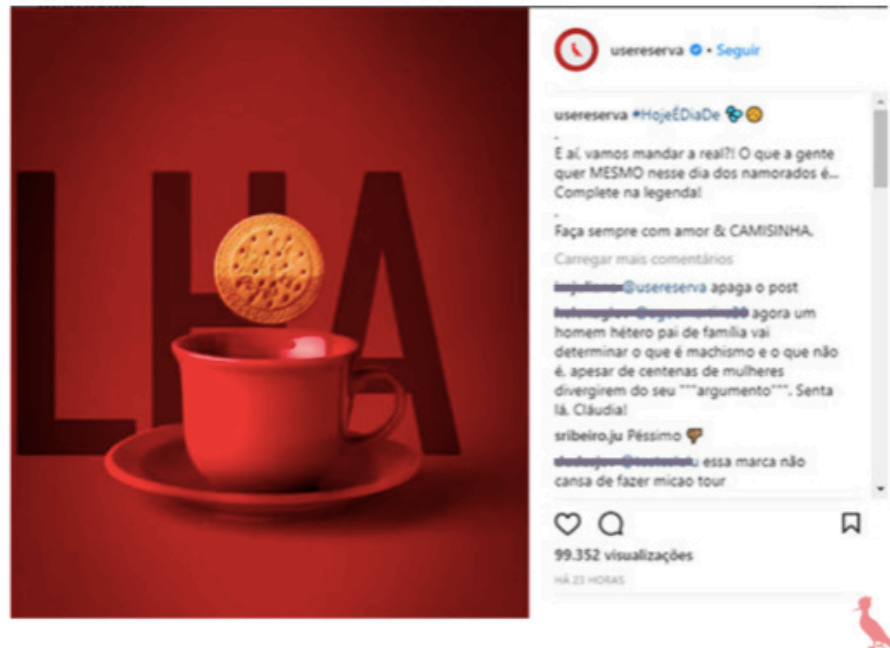 LHA
usereserva • Seguir
usereserva #HojeÉDiaDe
.
E aí, vamos mandar a real?! O que a gente
quer MESMO nesse dia dos namorados é...
Complete na legenda!
.
Faça sempre com amor & CAMISINHA.
Carregar mais comentários
@usereserva apaga o post
agora um
homem hétero pai de família vai
determinar o que é machismo e o que não
é, apesar de centenas de mulheres
divergirem do seu """argumento""". Senta
lá, Cláudia!
sribeiro.ju Péssimo
essa marca não
cansa de fazer micao tour
99.352 visualizações
HÁ 23 HORAS